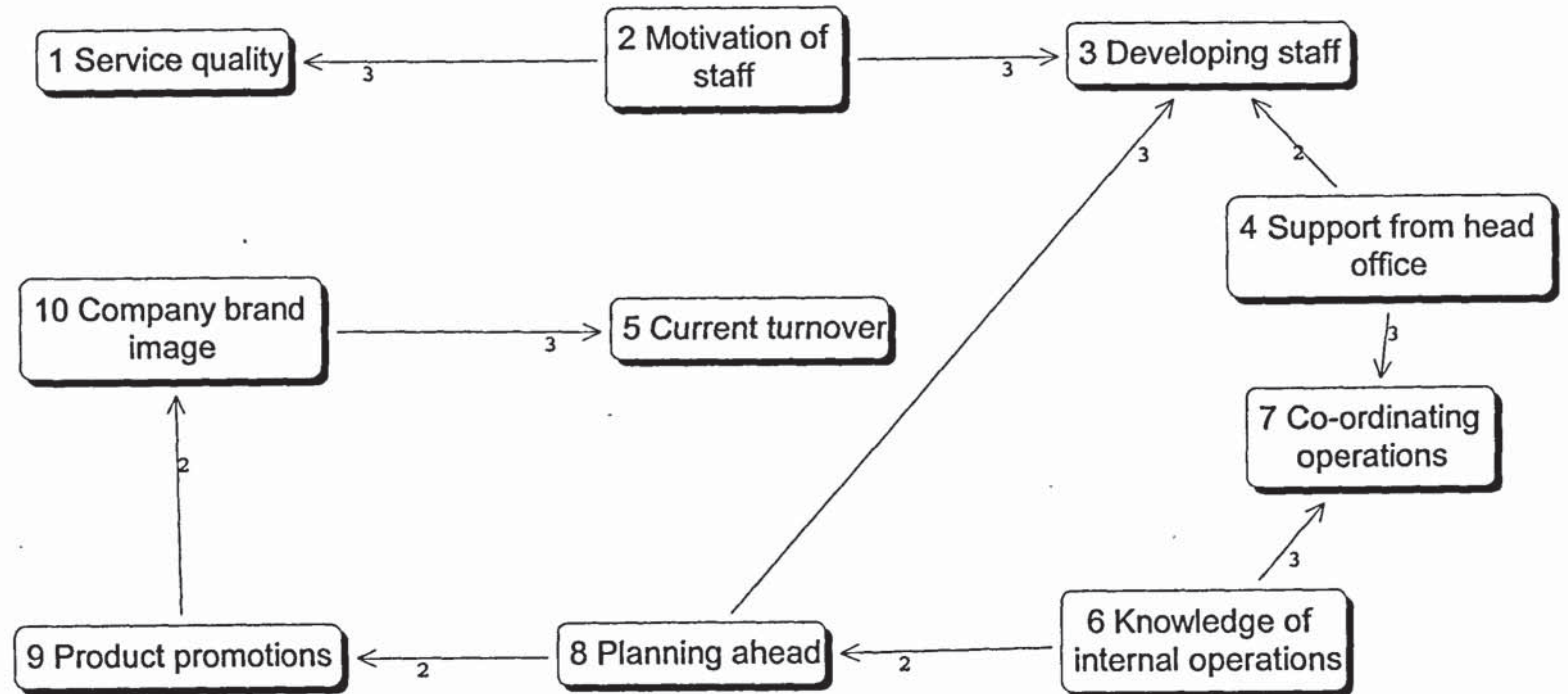 1 Service quality
3
2 Motivation of
staff
3
3 Developing staff
3
2
4 Support from head
office
10 Company brand
image
3
5 Current turnover
3
7 Co-ordinating
operations
2
3
6 Knowledge of
internal operations
9 Product promotions
2
8 Planning ahead
2